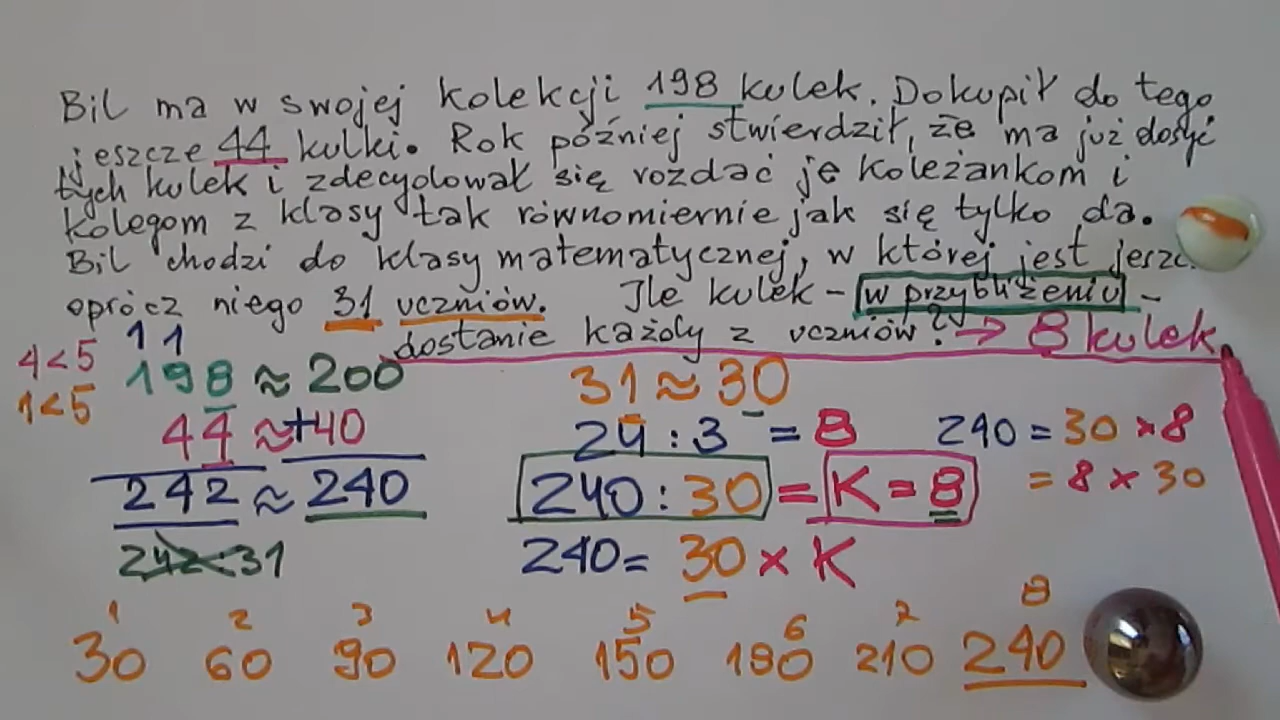 Bil ma w swojej kolekcji 198 kulek. Dokupił do tego
jeszcze 44 kulki. Rok później stwierdził, że ma już dosyć
tych kulek i zdecydował się rozdać je koleżankom i
kolegom z klasy tak równomiernie jak się tylko da.
Bil chodzi do klasy matematycznej, w której jest jeszc
oprócz niego 31 uczniów. Ile kulek - w przybliżeniu -
dostanie każdy z uczniów? → 8 kulek
1 1
4<5 198 ≈ 200 31 ≈ 30
1<5
44 ≈ +40 24 : 3 = 8 240 = 30 × 8
242 ≈ 240 240 : 30 = K = 8 = 8 × 30
242:31 240 = 30 × K
1 2 3 4 5 6 7 8
30 60 90 120 150 180 210 240